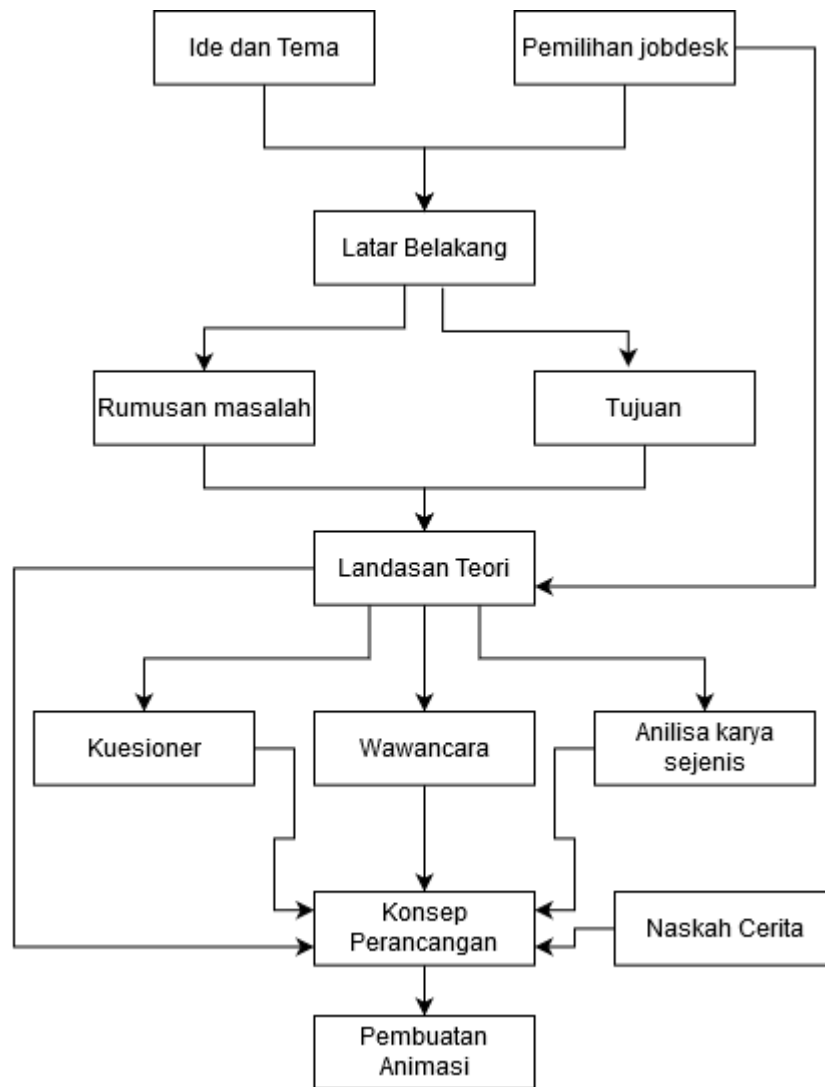 Ide dan Tema
Pemilihan jobdesk
Latar Belakang
Rumusan masalah
Tujuan
Landasan Teori
Kuesioner
Wawancara
Anilisa karya
sejenis
Konsep
Perancangan
Naskah Cerita
Pembuatan
Animasi